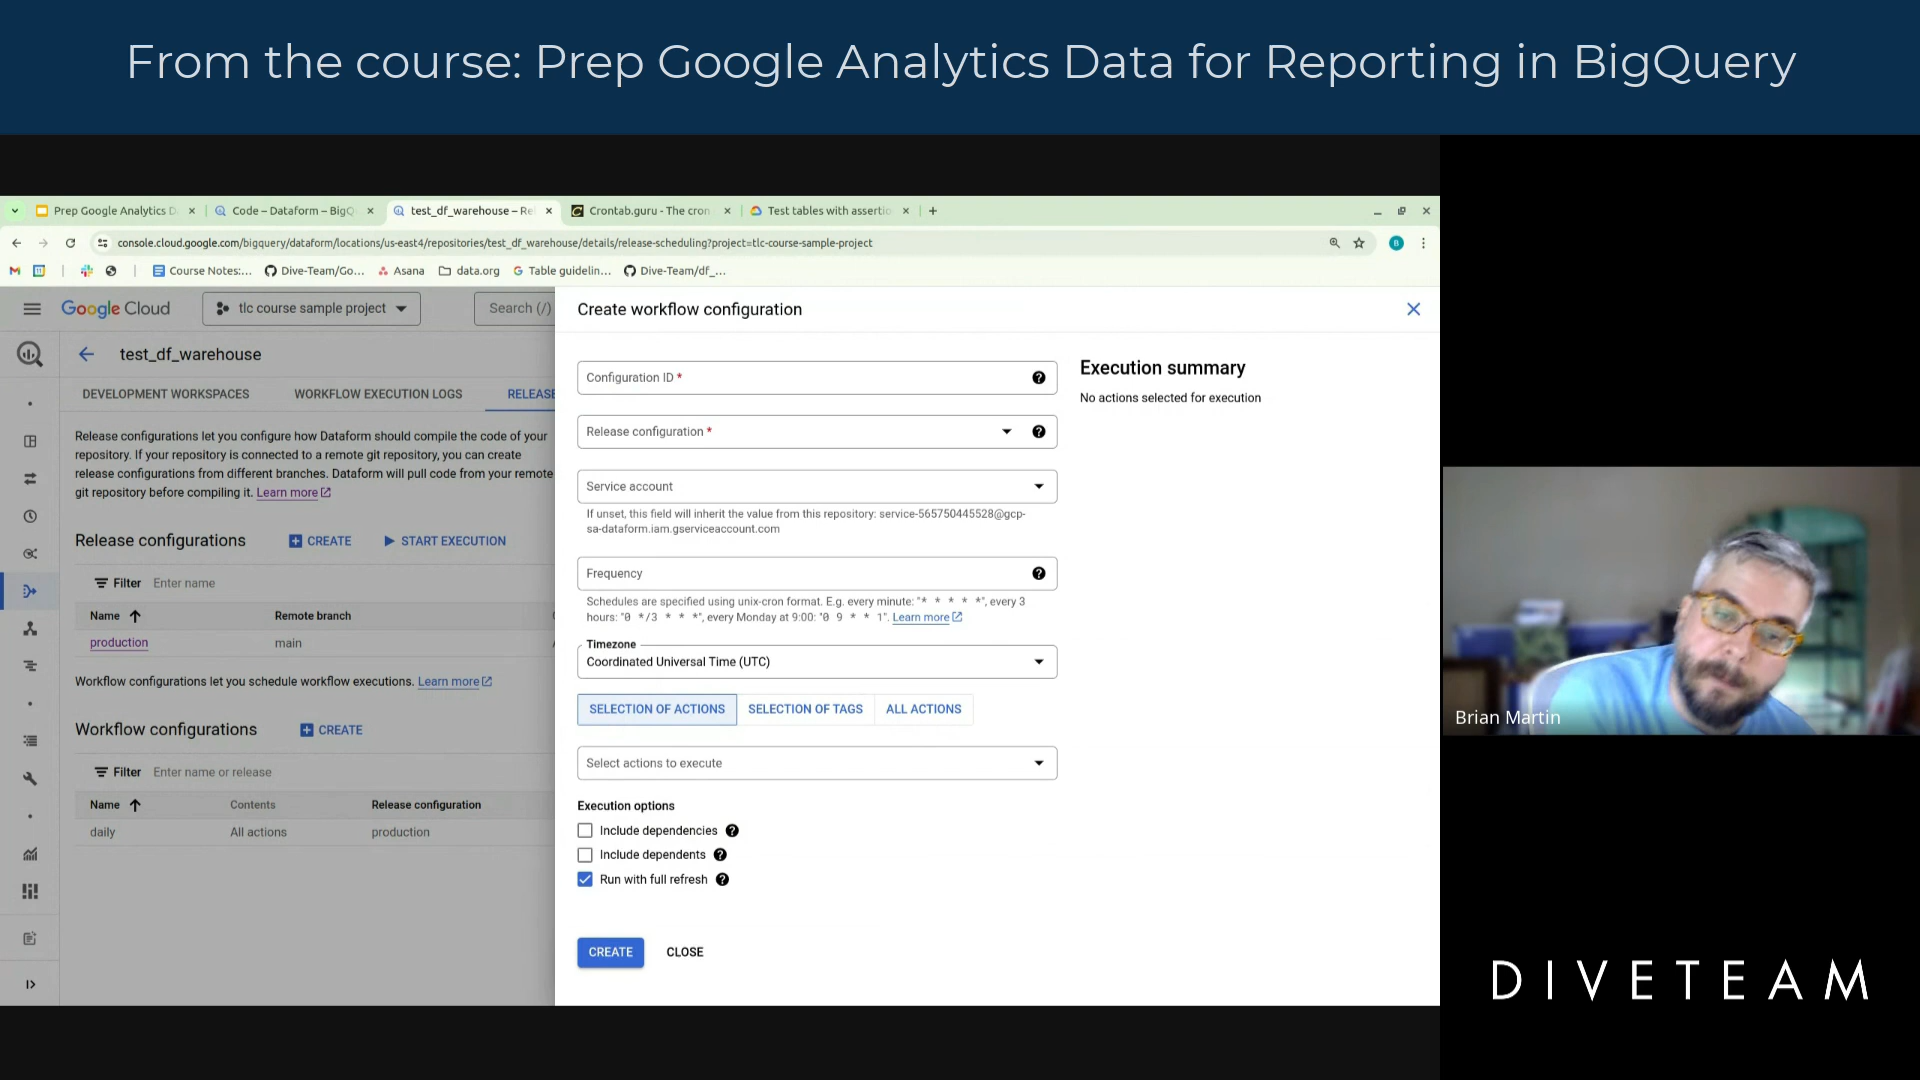 From the course: Prep Google Analytics Data for Reporting in BigQuery
Prep Google Analytics D
Code – Dataform – BigQ
test_df_warehouse – Re
Crontab.guru - The cron
Test tables with assertio
console.cloud.google.com/bigquery/dataform/locations/us-east4/repositories/test_df_warehouse/details/release-scheduling?project=tlc-course-sample-project
B
Course Notes:...
Dive-Team/Go...
Asana
data.org
Table guidelin...
Dive-Team/df_...
Google Cloud
tlc course sample project
Search (/)
test_df_warehouse
DEVELOPMENT WORKSPACES
WORKFLOW EXECUTION LOGS
RELEASE
Release configurations let you configure how Dataform should compile the code of your
repository. If your repository is connected to a remote git repository, you can create
release configurations from different branches. Dataform will pull code from your remote
git repository before compiling it. Learn more
Release configurations
CREATE
START EXECUTION
Filter Enter name
Name
Remote branch
production
main
Workflow configurations let you schedule workflow executions. Learn more
Workflow configurations
CREATE
Filter Enter name or release
Name
Contents
Release configuration
daily
All actions
production
Create workflow configuration
Configuration ID *
Release configuration *
Service account
If unset, this field will inherit the value from this repository: service-565750445528@gcp-
sa-dataform.iam.gserviceaccount.com
Frequency
Schedules are specified using unix-cron format. E.g. every minute: "* * * * *", every 3
hours: "0 */3 * * *", every Monday at 9:00: "0 9 * * 1". Learn more
Timezone
Coordinated Universal Time (UTC)
SELECTION OF ACTIONS
SELECTION OF TAGS
ALL ACTIONS
Select actions to execute
Execution options
Include dependencies
Include dependents
Run with full refresh
CREATE
CLOSE
Execution summary
No actions selected for execution
Brian Martin
DIVETEAM